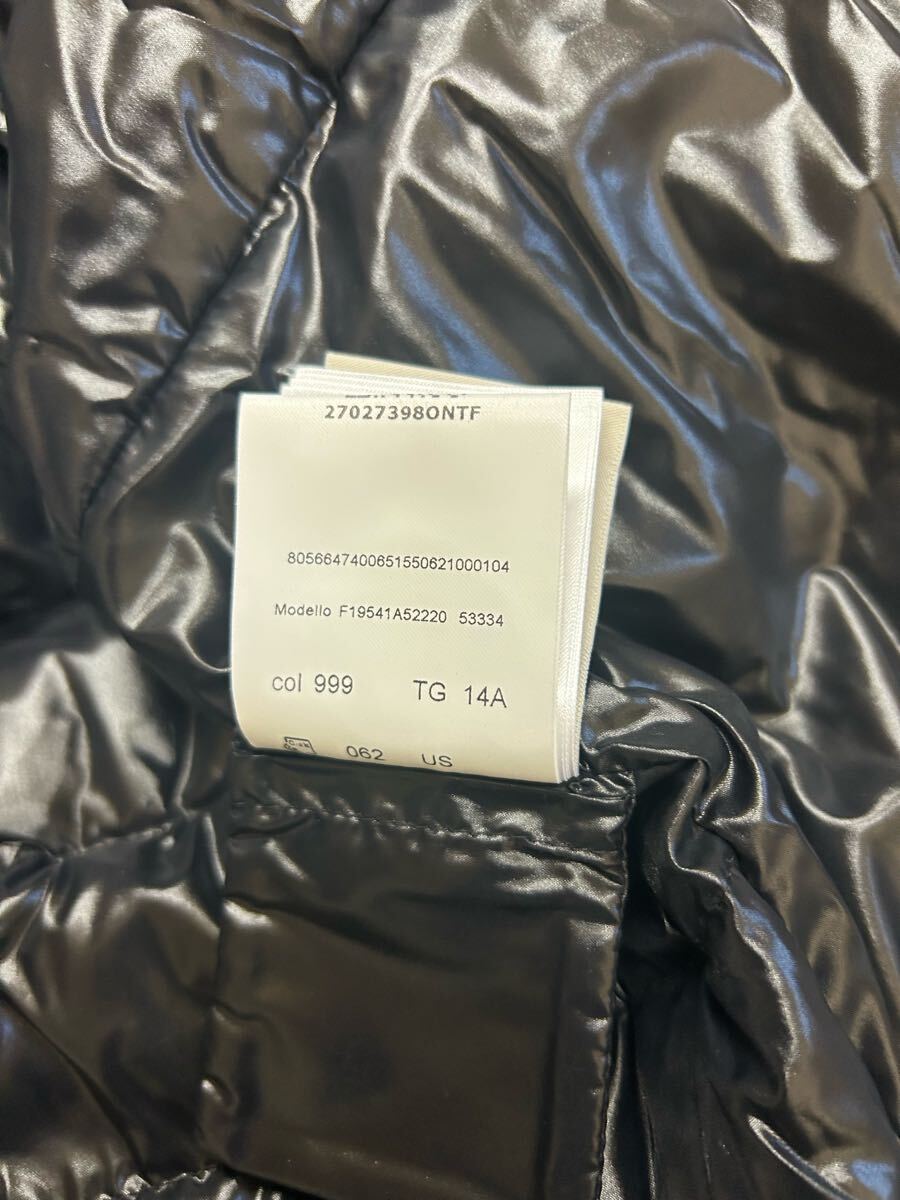 27027398ONTF
8056647400651550621000104
Modello F19541A52220 53334
col 999 TG 14A
062 US